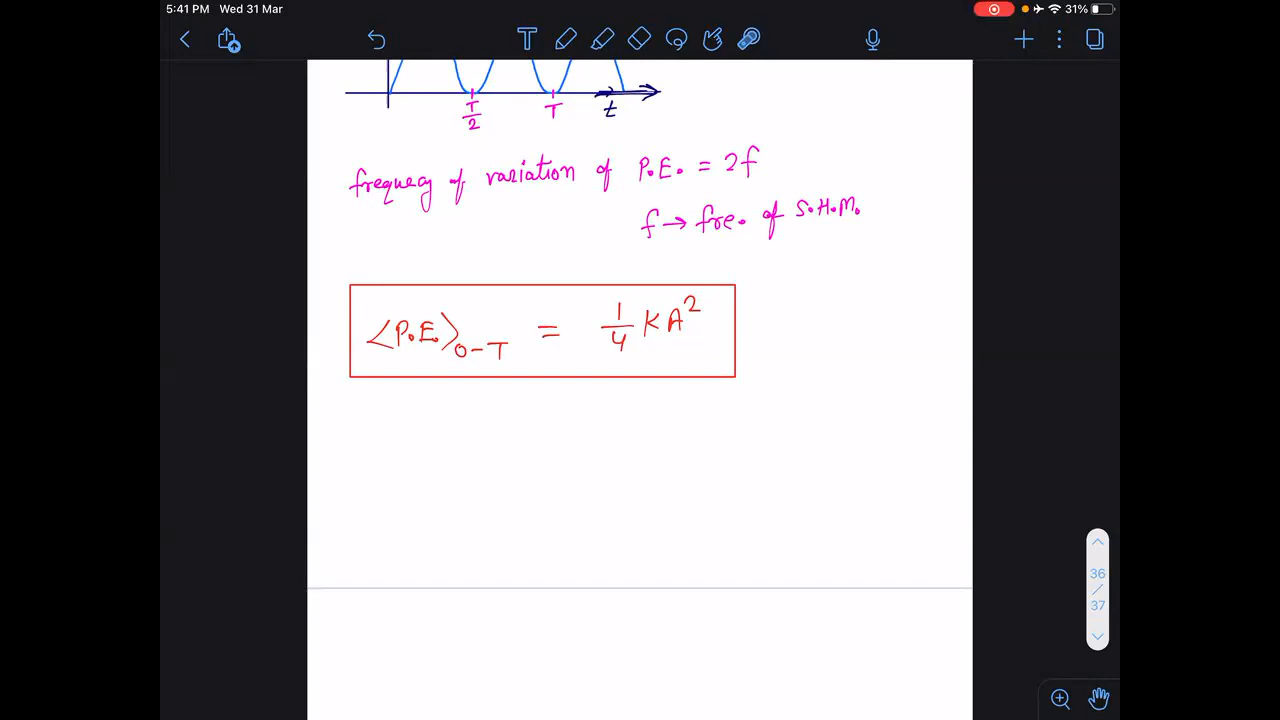 5:41 PM Wed 31 Mar
31%
T
T/2
T
t
frequecy of variation of P.E. = 2f
f → fre. of S.H.M.
<P.E.>0-T = 1/4 KA²
36
/
37